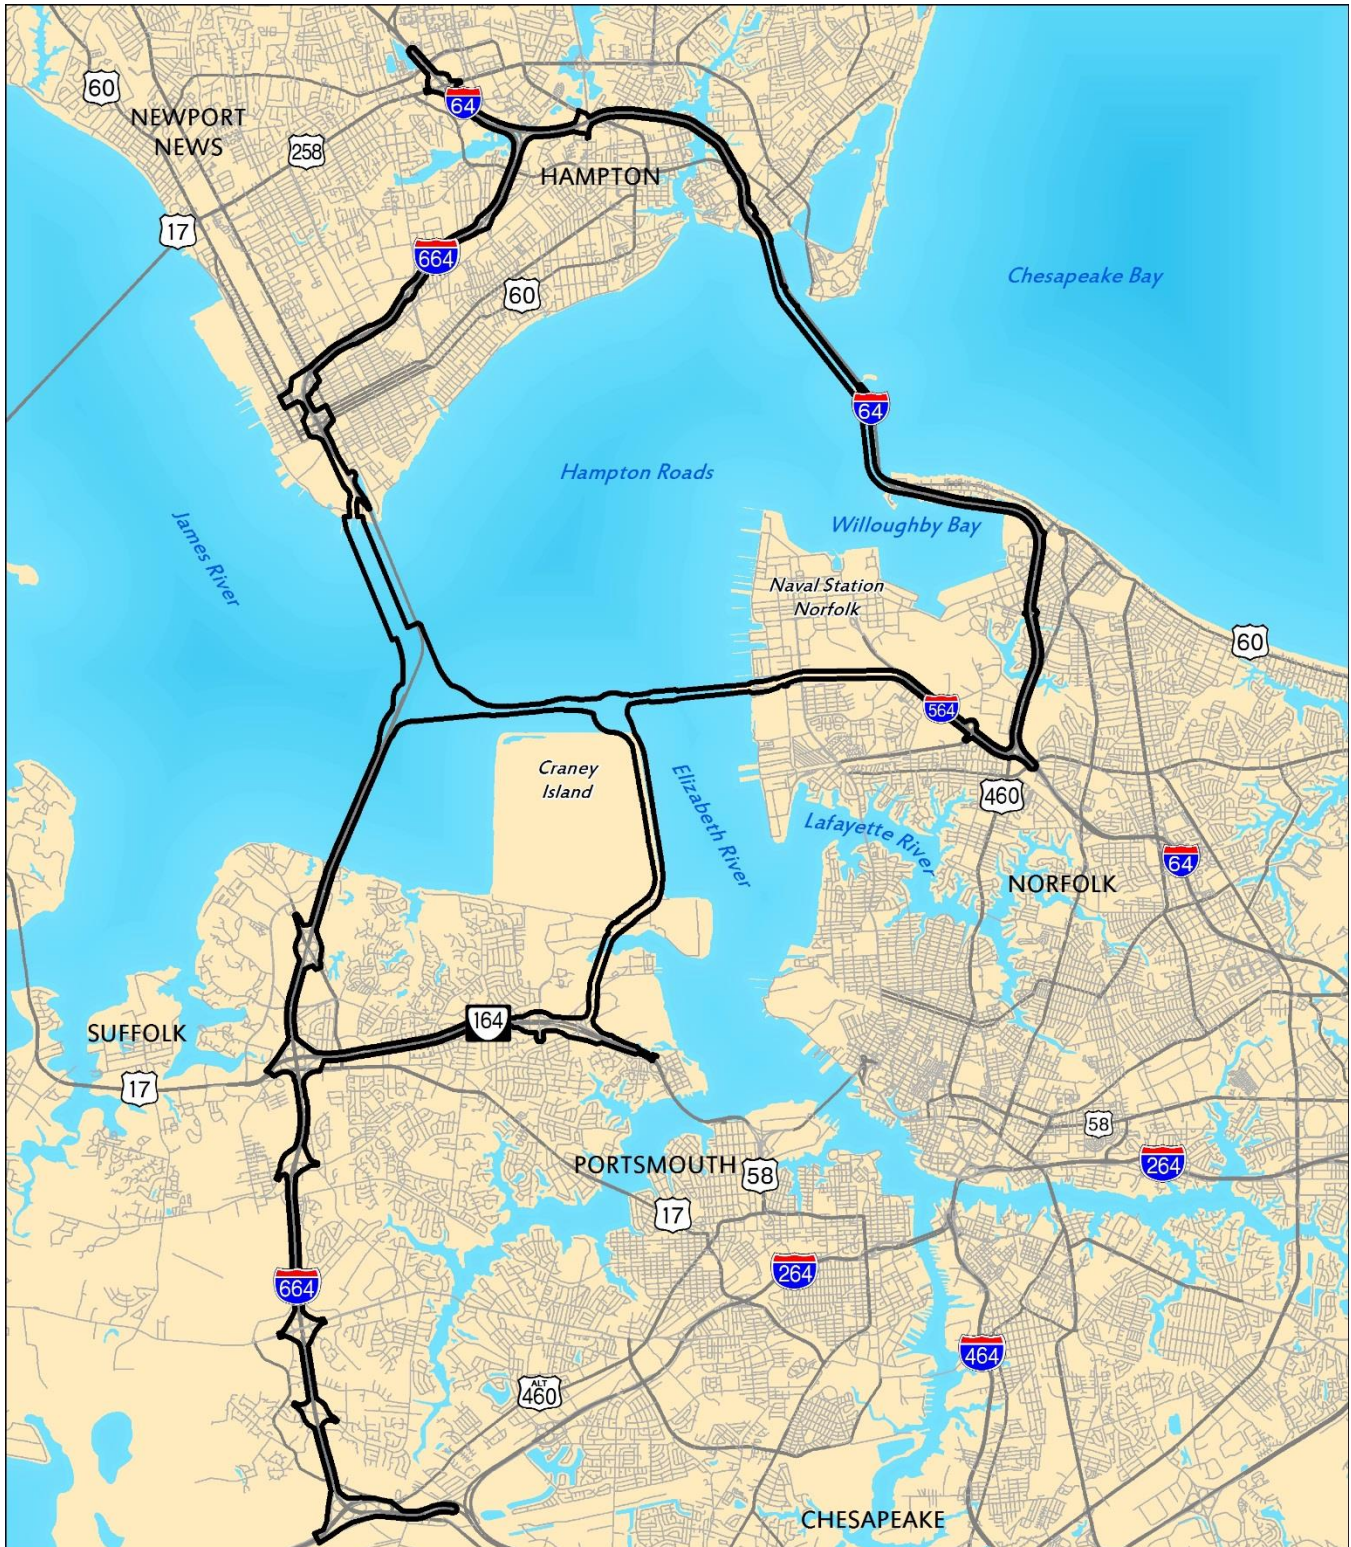 60
NEWPORT
NEWS
64
258
HAMPTON
17
664
60
Chesapeake Bay
64
Hampton Roads
James River
Willoughby Bay
Naval Station
Norfolk
60
564
Craney
Island
Elizabeth River
460
Lafayette River
64
NORFOLK
164
SUFFOLK
17
58
264
PORTSMOUTH
58
17
264
664
464
ALT
460
CHESAPEAKE